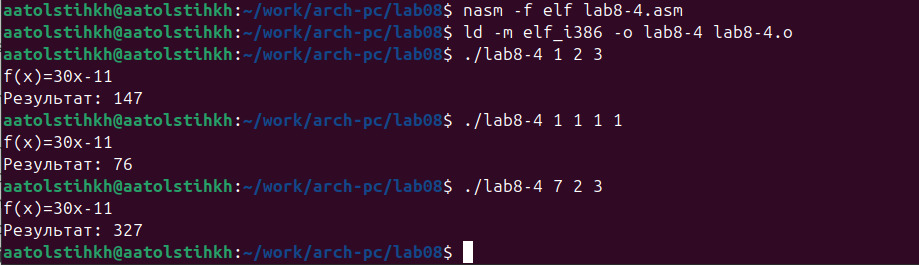 aatolstihkh@aatolstihkh:~/work/arch-pc/lab08$ nasm -f elf lab8-4.asm
aatolstihkh@aatolstihkh:~/work/arch-pc/lab08$ ld -m elf_i386 -o lab8-4 lab8-4.o
aatolstihkh@aatolstihkh:~/work/arch-pc/lab08$ ./lab8-4 1 2 3
f(x)=30x-11
Результат: 147
aatolstihkh@aatolstihkh:~/work/arch-pc/lab08$ ./lab8-4 1 1 1 1
f(x)=30x-11
Результат: 76
aatolstihkh@aatolstihkh:~/work/arch-pc/lab08$ ./lab8-4 7 2 3
f(x)=30x-11
Результат: 327
aatolstihkh@aatolstihkh:~/work/arch-pc/lab08$